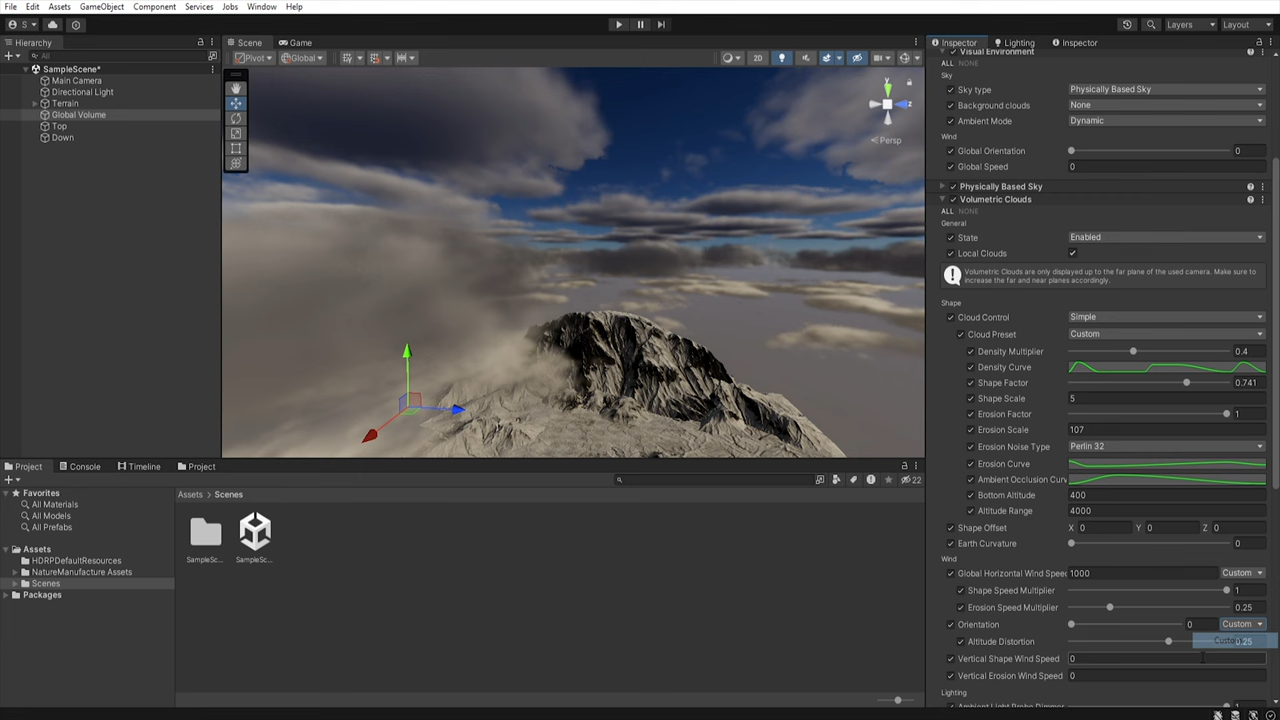 File Edit Assets GameObject Component Services Jobs Window Help
S Layers Layout
Hierarchy
All
SampleScene*
Main Camera
Directional Light
Terrain
Global Volume
Top
Down
Scene Game
Pivot Global 2D
y
z
Persp
Inspector Lighting Inspector
Visual Environment
ALL NONE
Sky
Sky type Physically Based Sky
Background clouds None
Ambient Mode Dynamic
Wind
Global Orientation 0
Global Speed 0
Physically Based Sky
Volumetric Clouds
ALL NONE
General
State Enabled
Local Clouds
Volumetric Clouds are only displayed up to the far plane of the used camera. Make sure to
increase the far and near planes accordingly.
Shape
Cloud Control Simple
Cloud Preset Custom
Density Multiplier 0.4
Density Curve
Shape Factor 0.741
Shape Scale 5
Erosion Factor 1
Erosion Scale 107
Erosion Noise Type Perlin 32
Erosion Curve
Ambient Occlusion Curv
Bottom Altitude 400
Altitude Range 4000
Shape Offset X 0 Y 0 Z 0
Earth Curvature 0
Wind
Global Horizontal Wind Speed 1000 Custom
Shape Speed Multiplier 1
Erosion Speed Multiplier 0.25
Orientation 0 Custom
Altitude Distortion 0.25
Vertical Shape Wind Speed 0
Vertical Erosion Wind Speed 0
Lighting
Ambient Light Probe Dimmer 1
Project Console Timeline Project
22
Favorites
All Materials
All Models
All Prefabs
Assets
HDRPDefaultResources
NatureManufacture Assets
Scenes
Packages
Assets Scenes
SampleSc... SampleSc...